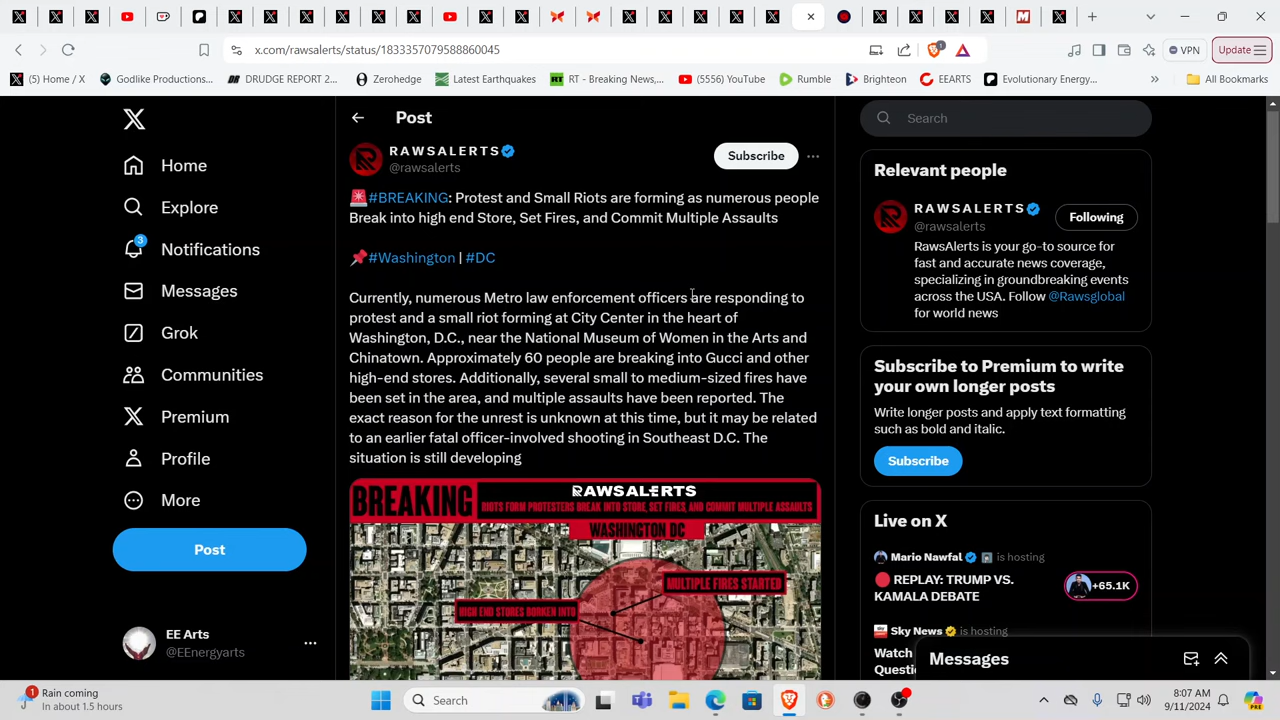 x.com/rawsalerts/status/1833357079588860045
1
VPN
Update
(5) Home / X
Godlike Productions...
DRUDGE REPORT 2...
Zerohedge
Latest Earthquakes
RT
RT - Breaking News,...
(5556) YouTube
Rumble
Brighteon
EEARTS
Evolutionary Energy...
All Bookmarks
Home
Explore
3
Notifications
Messages
Grok
Communities
Premium
Profile
More
Post
EE Arts
@EEnergyarts
Post
RAWSALERTS
@rawsalerts
Subscribe
🚨#BREAKING: Protest and Small Riots are forming as numerous people
Break into high end Store, Set Fires, and Commit Multiple Assaults
📌#Washington | #DC
Currently, numerous Metro law enforcement officers are responding to
protest and a small riot forming at City Center in the heart of
Washington, D.C., near the National Museum of Women in the Arts and
Chinatown. Approximately 60 people are breaking into Gucci and other
high-end stores. Additionally, several small to medium-sized fires have
been set in the area, and multiple assaults have been reported. The
exact reason for the unrest is unknown at this time, but it may be related
to an earlier fatal officer-involved shooting in Southeast D.C. The
situation is still developing
BREAKING
RAWSALERTS
RIOTS FORM PROTESTERS BREAK INTO STORE, SET FIRES, AND COMMIT MULTIPLE ASSAULTS
WASHINGTON DC
MULTIPLE FIRES STARTED
HIGH END STORES BORKEN INTO
Search
Relevant people
RAWSALERTS
@rawsalerts
Following
RawsAlerts is your go-to source for
fast and accurate news coverage,
specializing in groundbreaking events
across the USA. Follow @Rawsglobal
for world news
Subscribe to Premium to write
your own longer posts
Write longer posts and apply text formatting
such as bold and italic.
Subscribe
Live on X
Mario Nawfal is hosting
REPLAY: TRUMP VS.
KAMALA DEBATE
+65.1K
Sky News is hosting
Watch
Questio
Messages
1
Rain coming
In about 1.5 hours
Search
8:07 AM
9/11/2024
PRE